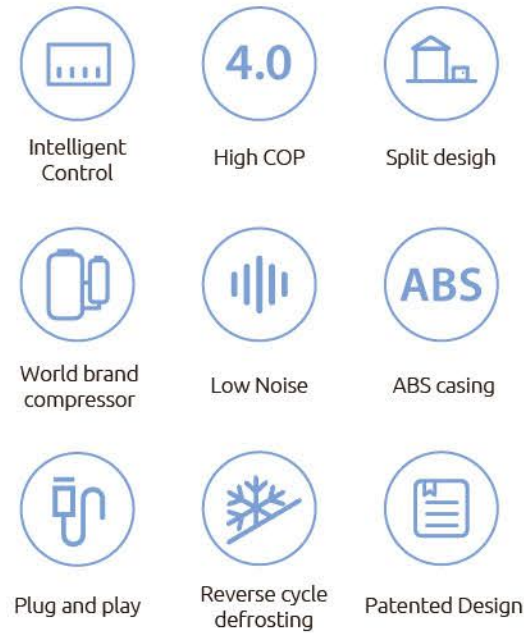 4.0
Intelligent
Control
High COP
Split desigh
ABS
World brand
compressor
Low Noise
ABS casing
Plug and play
Reverse cycle
defrosting
Patented Design